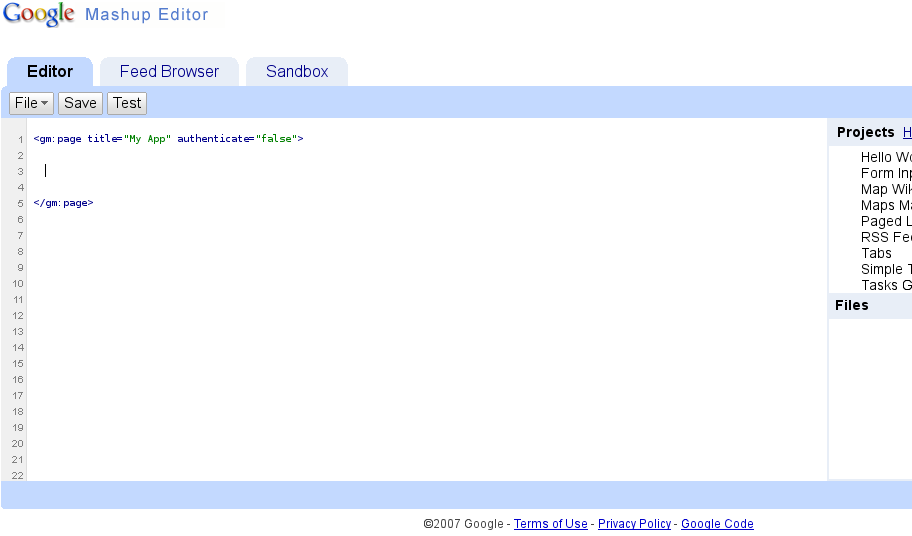 Google Mashup Editor
Editor Feed Browser Sandbox
File Save Test
1 <gm:page title="My App" authenticate="false">
2
3
4
5 </gm:page>
6
7
8
9
10
11
12
13
14
15
16
17
18
19
20
21
22
Projects H
Hello Wo
Form Inp
Map Wik
Maps Ma
Paged L
RSS Fee
Tabs
Simple T
Tasks G
Files
©2007 Google - Terms of Use - Privacy Policy - Google Code